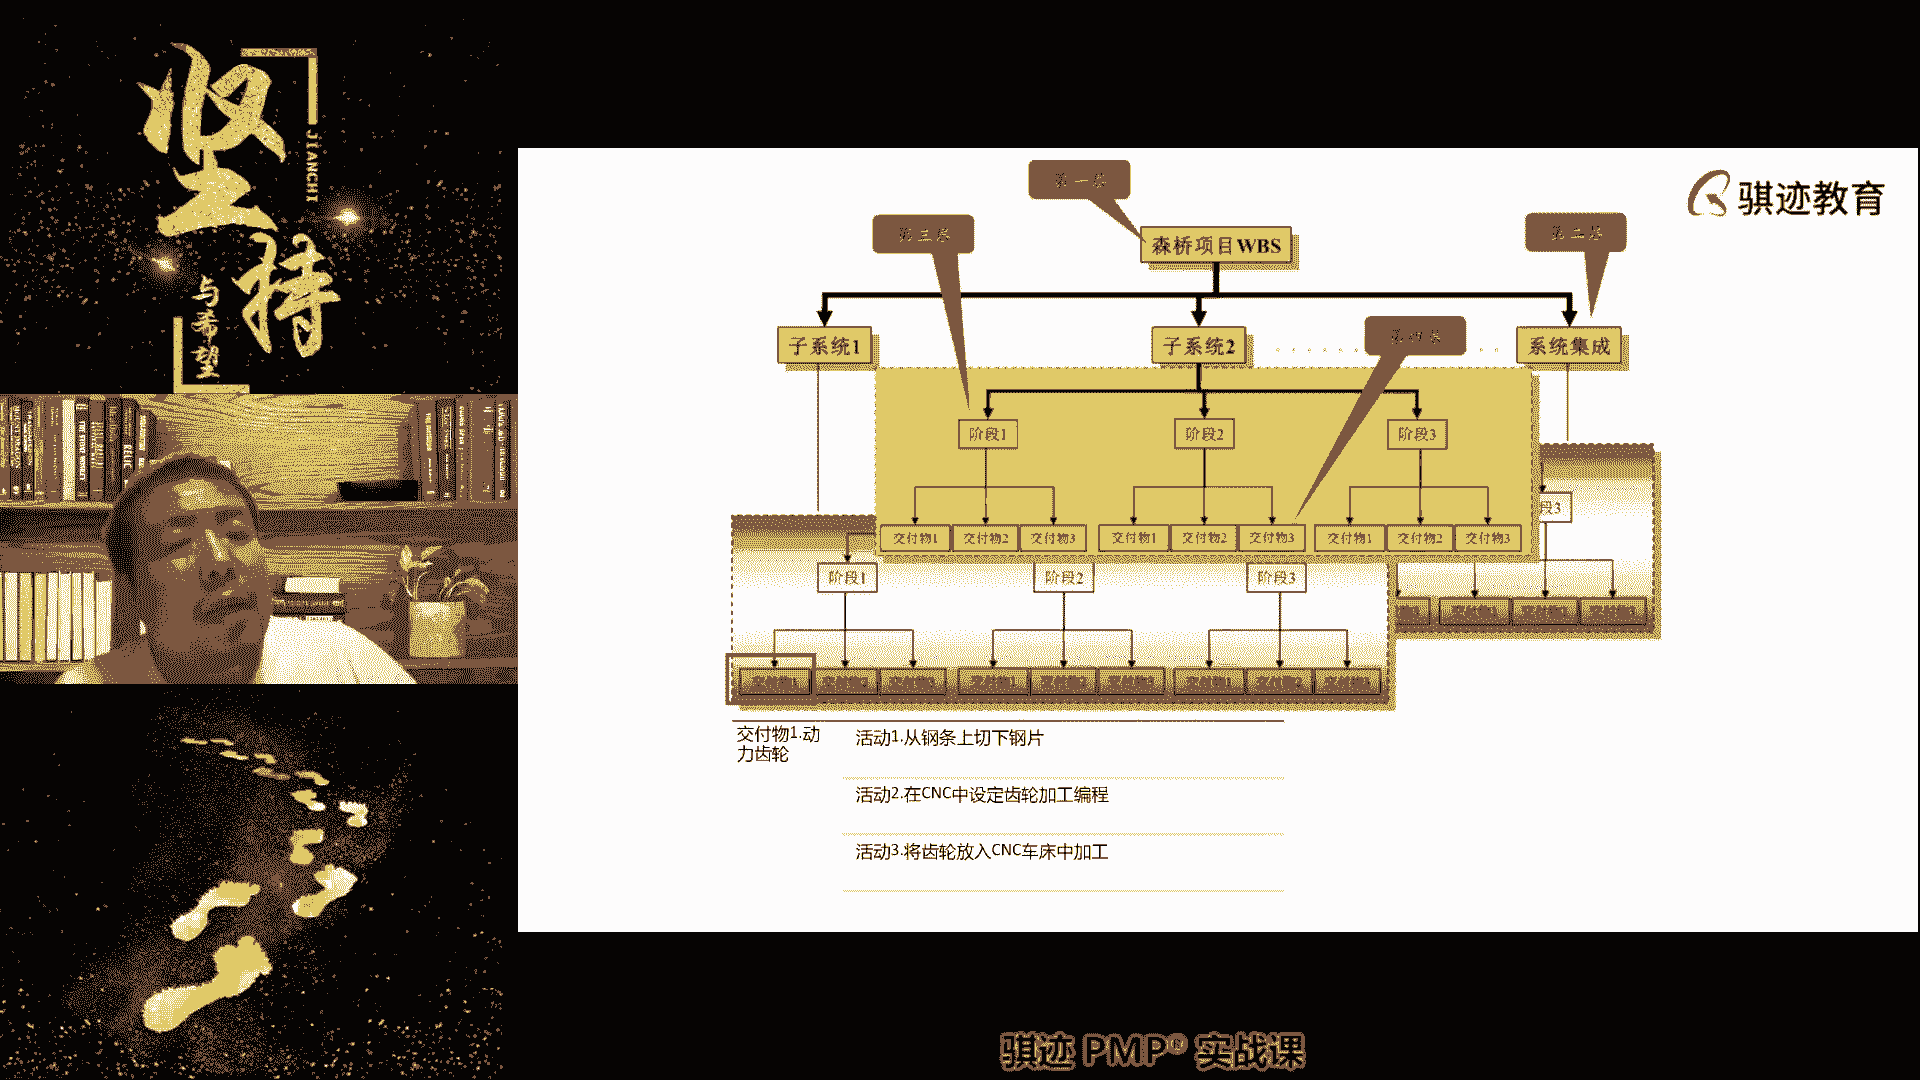 坚持
JIANCHI
与希望
骐迹教育
第一层
第三层
第二层
森桥项目WBS
子系统1
子系统2
系统集成
第四层
阶段1
阶段2
阶段3
交付物1
交付物2
交付物3
交付物1
交付物2
交付物3
交付物1
交付物2
交付物3
段3
阶段1
阶段2
阶段3
交付物1.动
力齿轮
活动1.从钢条上切下钢片
活动2.在CNC中设定齿轮加工编程
活动3.将齿轮放入CNC车床中加工
骐迹 PMP® 实战课